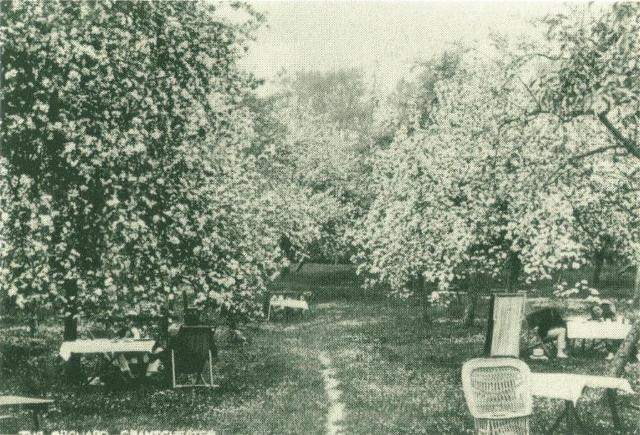 THE ORCHARD, GRANTCHESTER